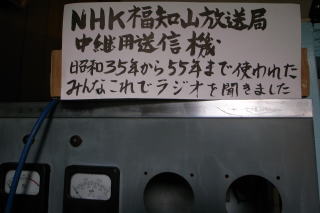 NHK福知山放送局
中継用送信機
昭和35年から55年まで使われた
みんなこれでラジオを聞きました